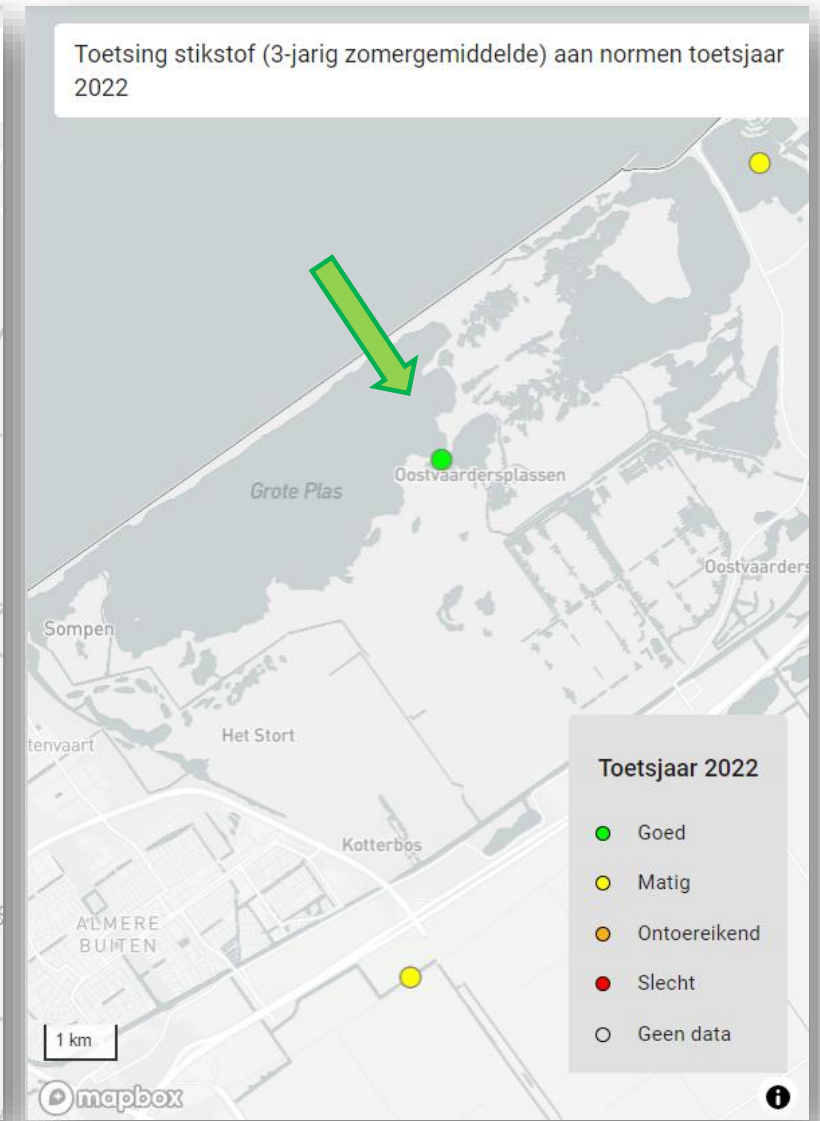 Toetsing stikstof (3-jarig zomergemiddelde) aan normen toetsjaar
2022
Oostvaardersplassen
Grote Plas
Oostvaarders
Sompen
tenvaart
Het Stort
Kotterbos
ALMERE
BUITEN
Toetsjaar 2022
Goed
Matig
Ontoereikend
Slecht
Geen data
1 km
mapbox